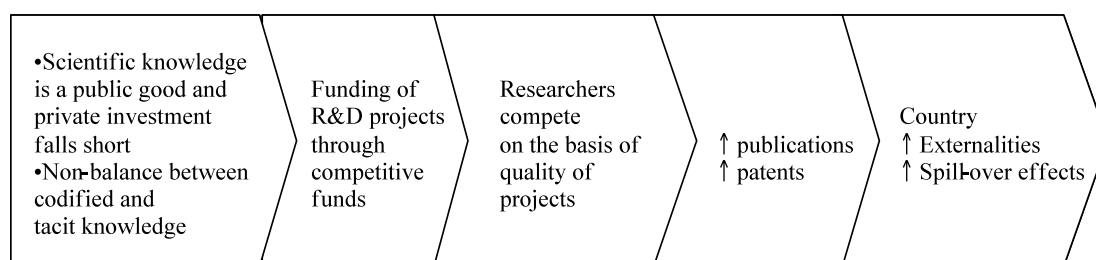 •Scientific knowledge
is a public good and
private investment
falls short
•Non-balance between
codified and
tacit knowledge
Funding of
R&D projects
through
competitive
funds
Researchers
compete
on the basis of
quality of
projects
↑ publications
↑ patents
Country
↑ Externalities
↑ Spill-over effects